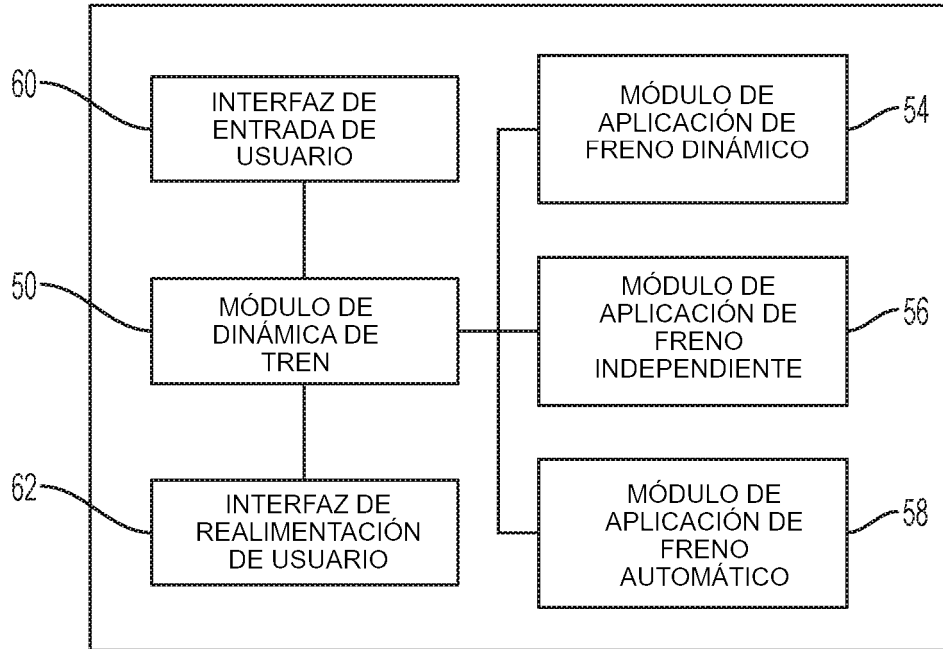 60
INTERFAZ DE
ENTRADA DE
USUARIO
MÓDULO DE
APLICACIÓN DE
FRENO DINÁMICO
54
50
MÓDULO DE
DINÁMICA DE
TREN
MÓDULO DE
APLICACIÓN DE
FRENO
INDEPENDIENTE
56
62
INTERFAZ DE
REALIMENTACIÓN
DE USUARIO
MÓDULO DE
APLICACIÓN DE
FRENO
AUTOMÁTICO
58